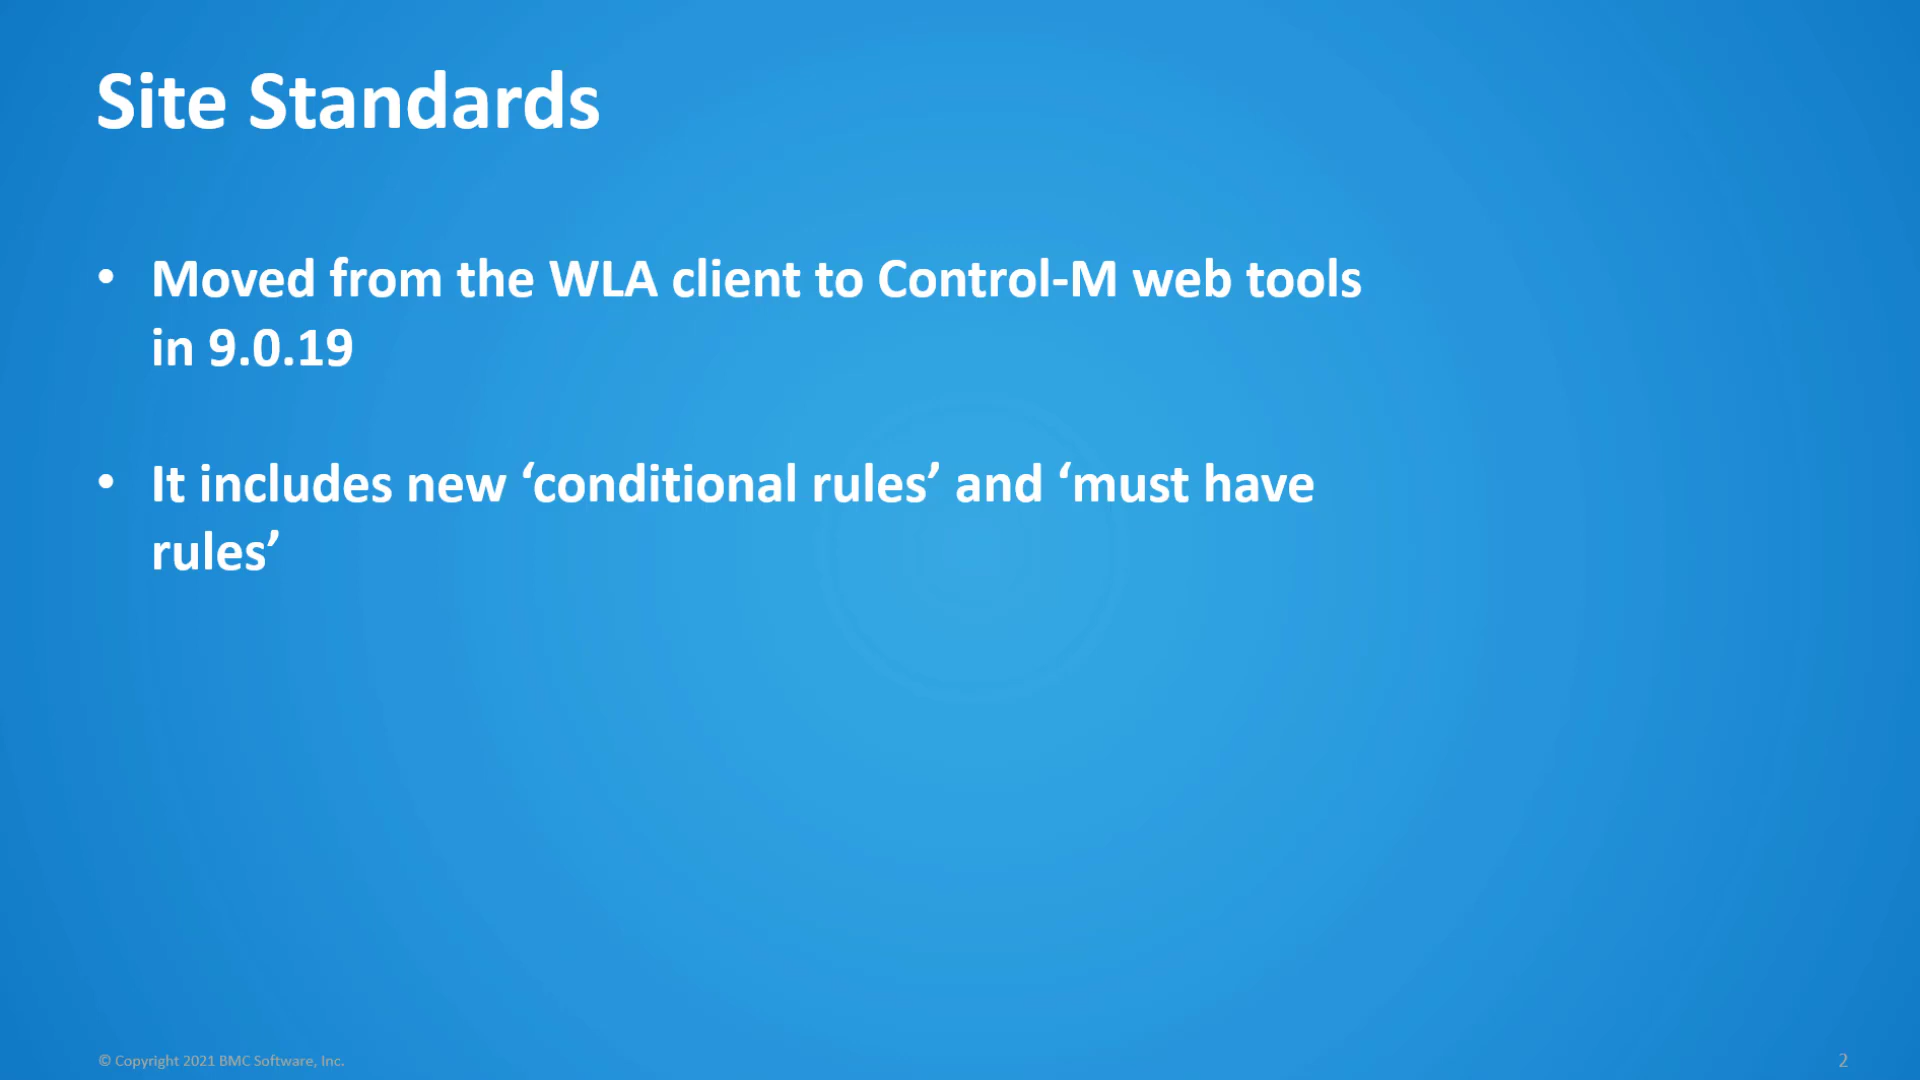 Site Standards
• Moved from the WLA client to Control-M web tools
in 9.0.19
• It includes new ‘conditional rules’ and ‘must have
rules’
© Copyright 2021 BMC Software, Inc.
2